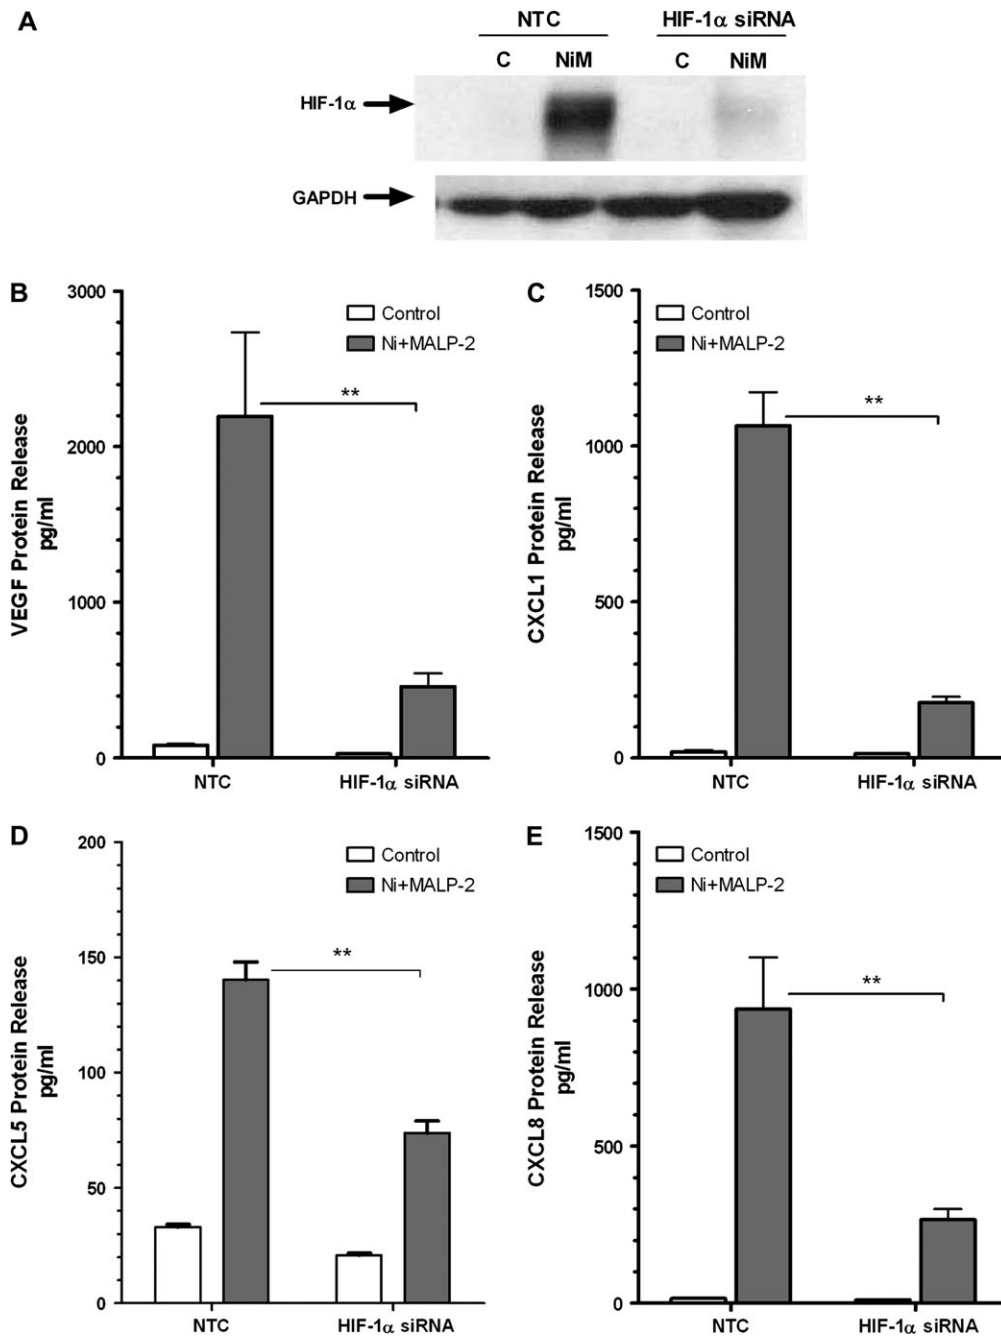 A
NTC HIF-1α siRNA
C NiM C NiM
HIF-1α
GAPDH
B
3000
2000
1000
0
VEGF Protein Release
pg/ml
Control
Ni+MALP-2
**
NTC HIF-1α siRNA
C
1500
1000
500
0
CXCL1 Protein Release
pg/ml
Control
Ni+MALP-2
**
NTC HIF-1α siRNA
D
200
150
100
50
0
CXCL5 Protein Release
pg/ml
Control
Ni+MALP-2
**
NTC HIF-1α siRNA
E
1500
1000
500
0
CXCL8 Protein Release
pg/ml
Control
Ni+MALP-2
**
NTC HIF-1α siRNA